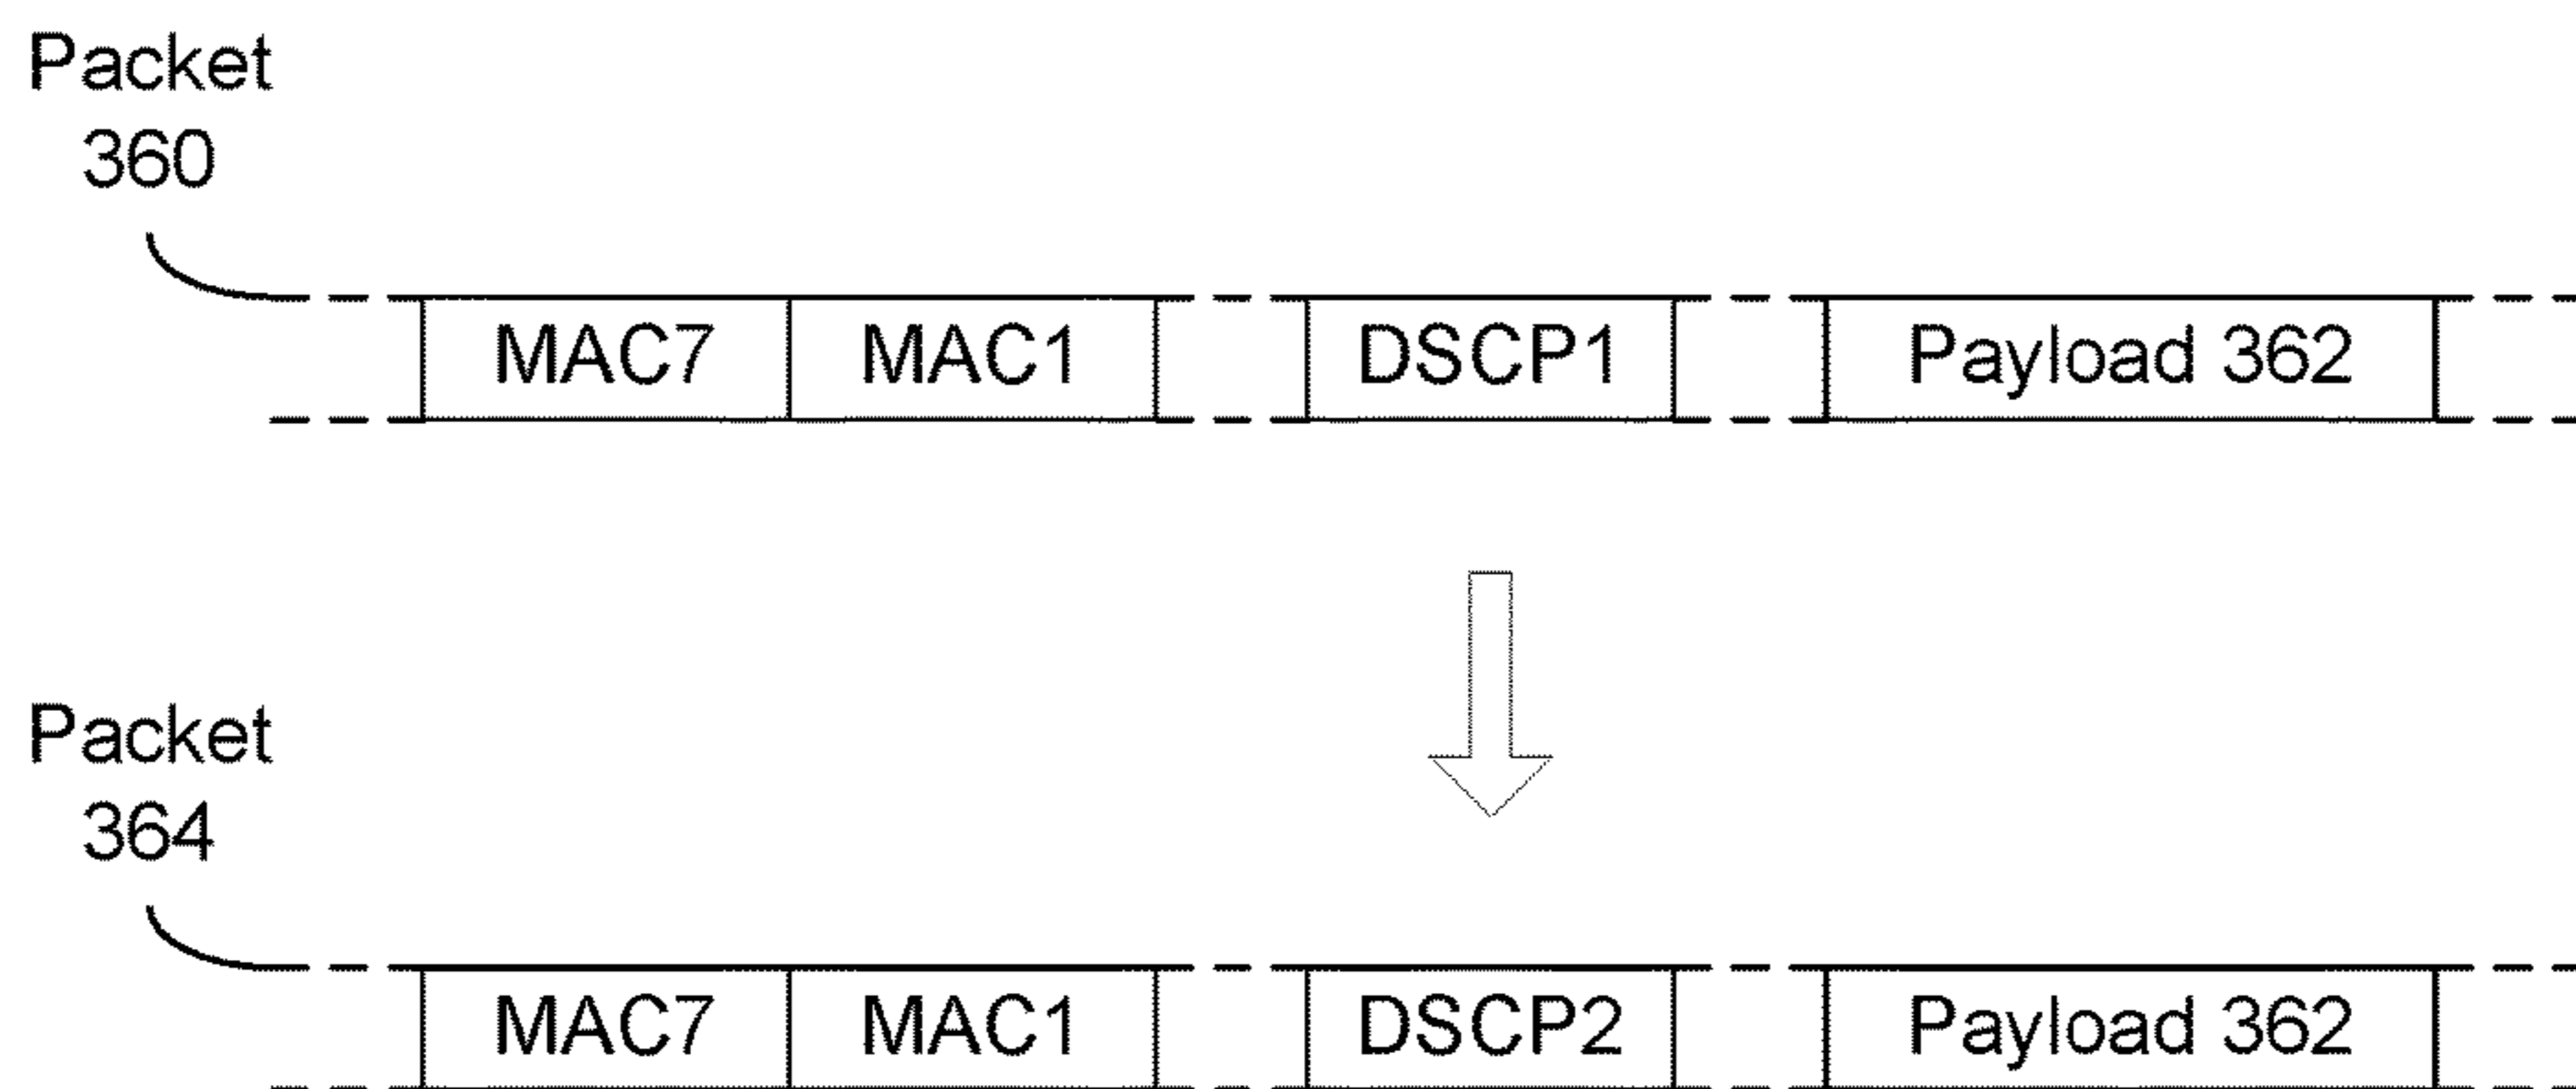 Packet
360
MAC7 MAC1 DSCP1 Payload 362
Packet
364
MAC7 MAC1 DSCP2 Payload 362